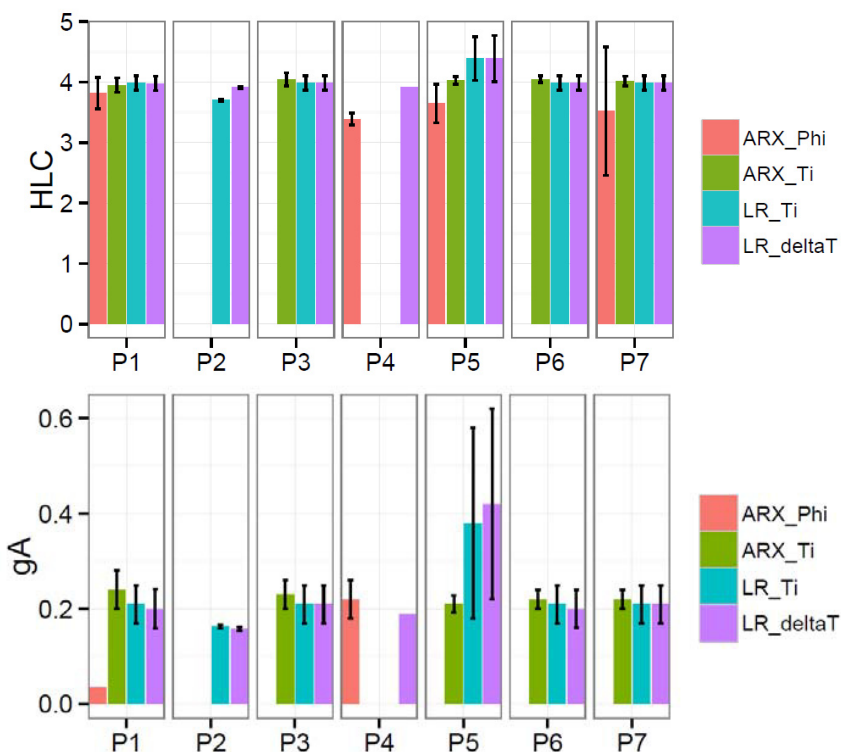 HLC
5
4
3
2
1
0
P1 P2 P3 P4 P5 P6 P7
ARX_Phi
ARX_Ti
LR_Ti
LR_deltaT
gA
0.6
0.4
0.2
0.0
P1 P2 P3 P4 P5 P6 P7
ARX_Phi
ARX_Ti
LR_Ti
LR_deltaT